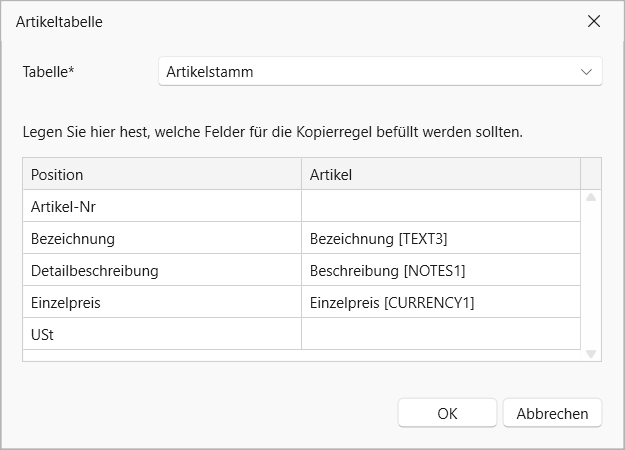 Artikeltabelle
Tabelle* Artikelstamm
Legen Sie hier hest, welche Felder für die Kopierregel befüllt werden sollten.
Position Artikel
Artikel-Nr
Bezeichnung Bezeichnung [TEXT3]
Detailbeschreibung Beschreibung [NOTES1]
Einzelpreis Einzelpreis [CURRENCY1]
USt
OK Abbrechen